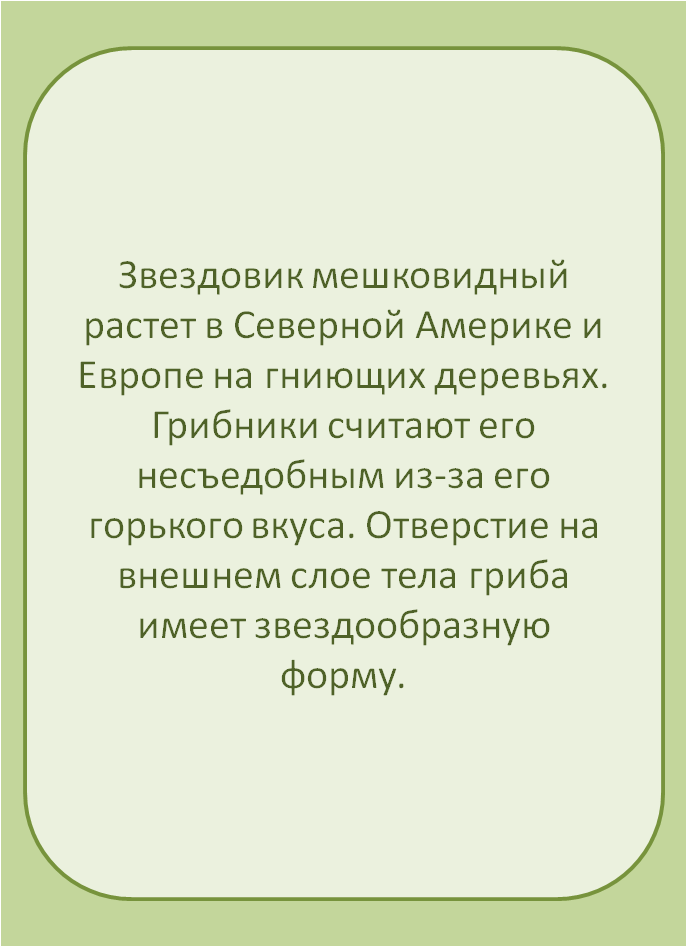 Звездовик мешковидный
растет в Северной Америке и
Европе на гниющих деревьях.
Грибники считают его
несъедобным из-за его
горького вкуса. Отверстие на
внешнем слое тела гриба
имеет звездообразную
форму.